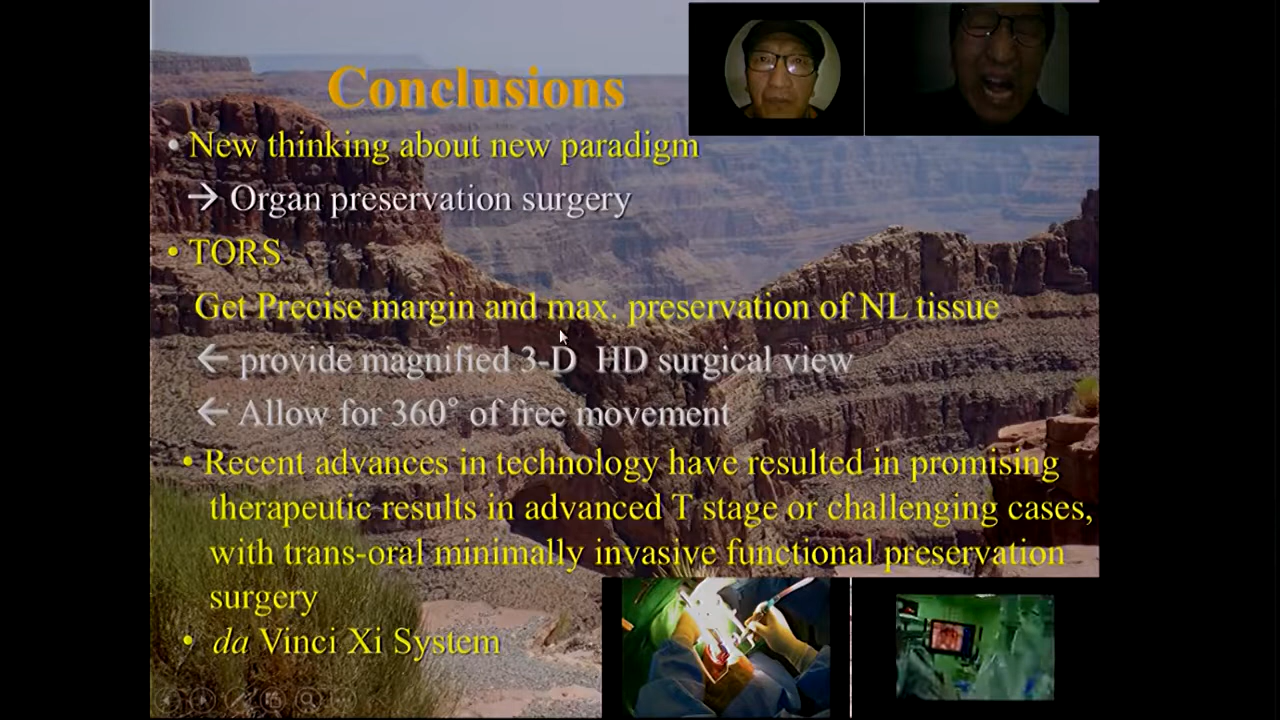 Conclusions
• New thinking about new paradigm
→ Organ preservation surgery
• TORS
Get Precise margin and max. preservation of NL tissue
← provide magnified 3-D HD surgical view
← Allow for 360˚ of free movement
• Recent advances in technology have resulted in promising
therapeutic results in advanced T stage or challenging cases,
with trans-oral minimally invasive functional preservation
surgery
• da Vinci Xi System